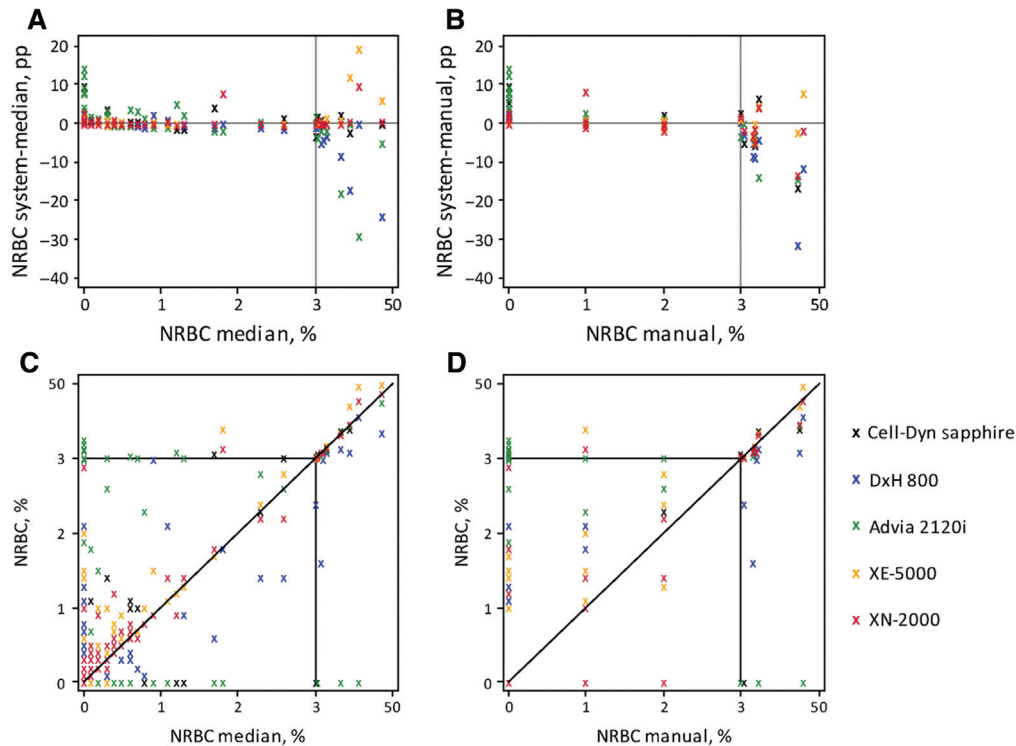 A
B
NRBC system-median, pp
20
10
0
−10
−20
−30
−40
0
1
2
3
50
NRBC median, %
NRBC system-manual, pp
20
10
0
−10
−20
−30
−40
0
1
2
3
50
NRBC manual, %
C
D
NRBC, %
50
3
2
1
0
0
1
2
3
50
NRBC median, %
NRBC, %
50
3
2
1
0
0
1
2
3
50
NRBC manual, %
x Cell-Dyn sapphire
x DxH 800
x Advia 2120i
x XE-5000
x XN-2000